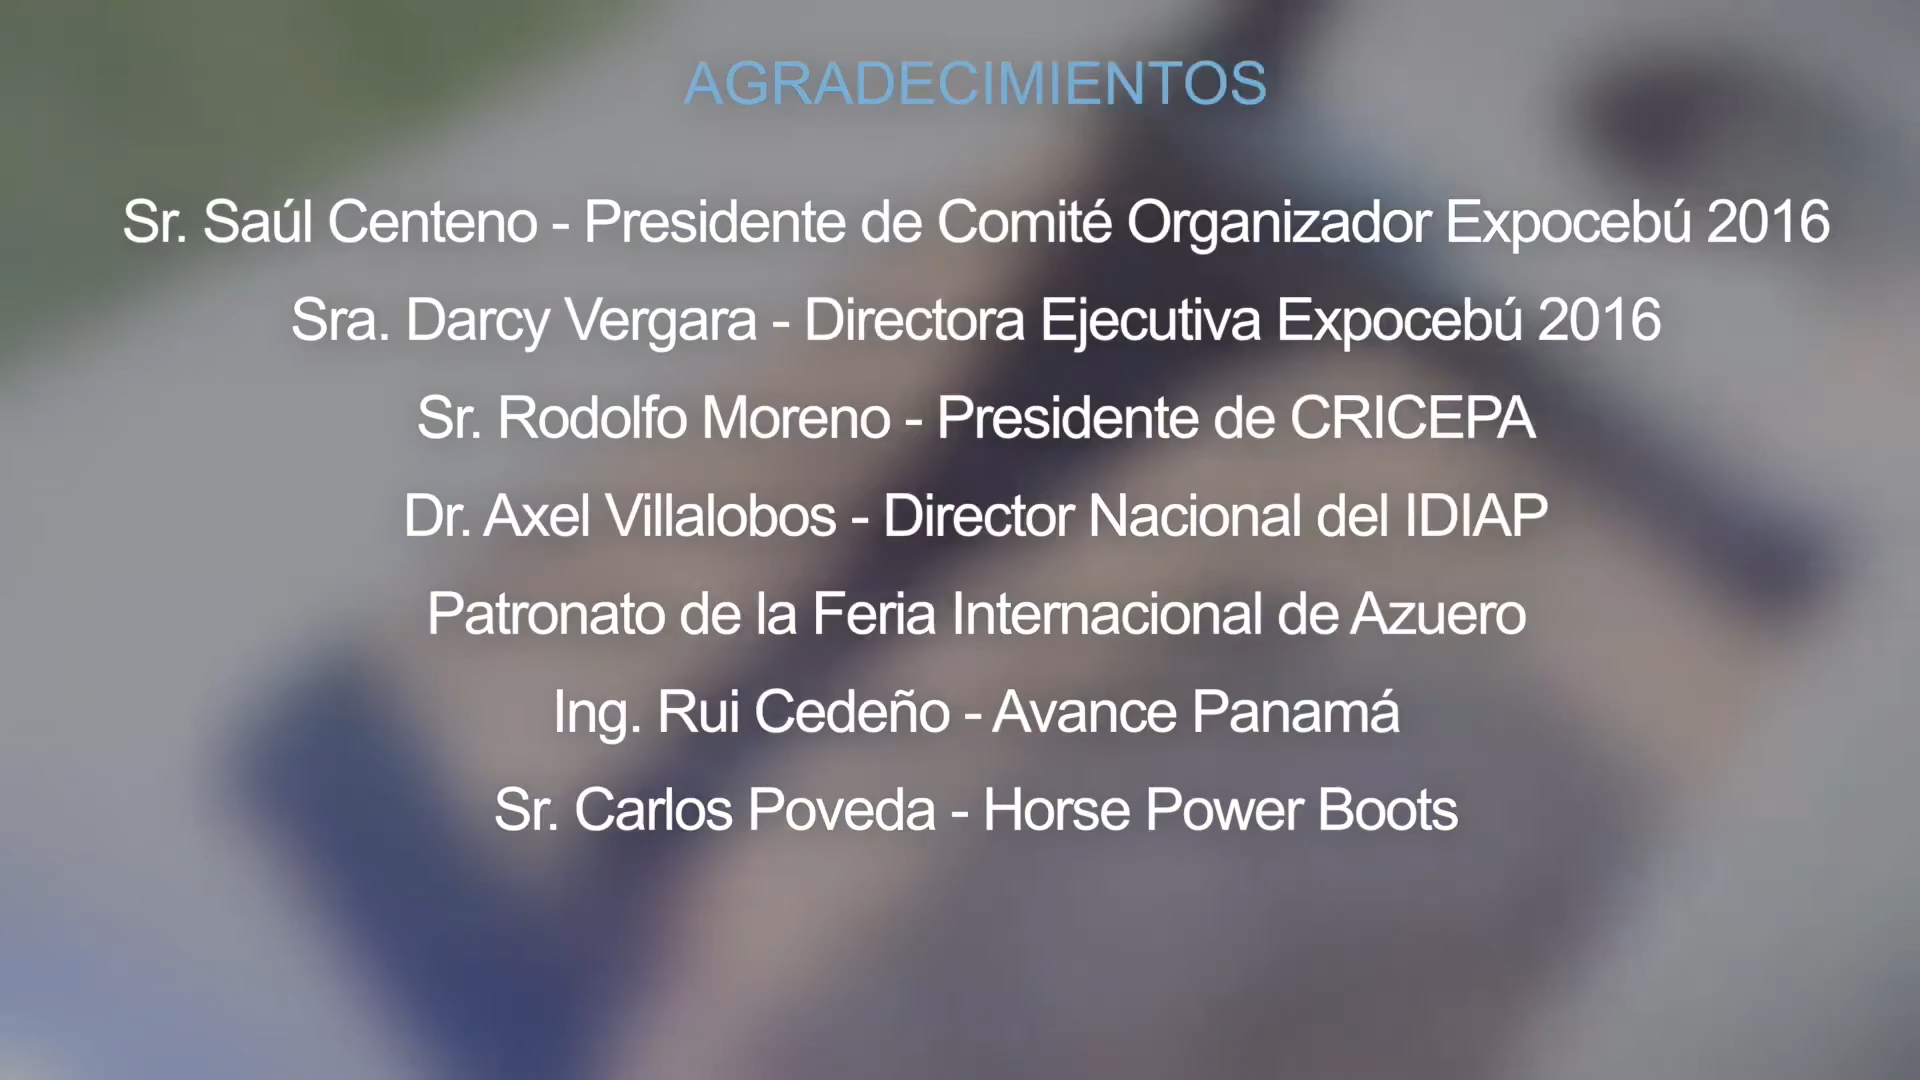 AGRADECIMIENTOS
Sr. Saúl Centeno - Presidente de Comité Organizador Expocebú 2016
Sra. Darcy Vergara - Directora Ejecutiva Expocebú 2016
Sr. Rodolfo Moreno - Presidente de CRICEPA
Dr. Axel Villalobos - Director Nacional del IDIAP
Patronato de la Feria Internacional de Azuero
Ing. Rui Cedeño - Avance Panamá
Sr. Carlos Poveda - Horse Power Boots